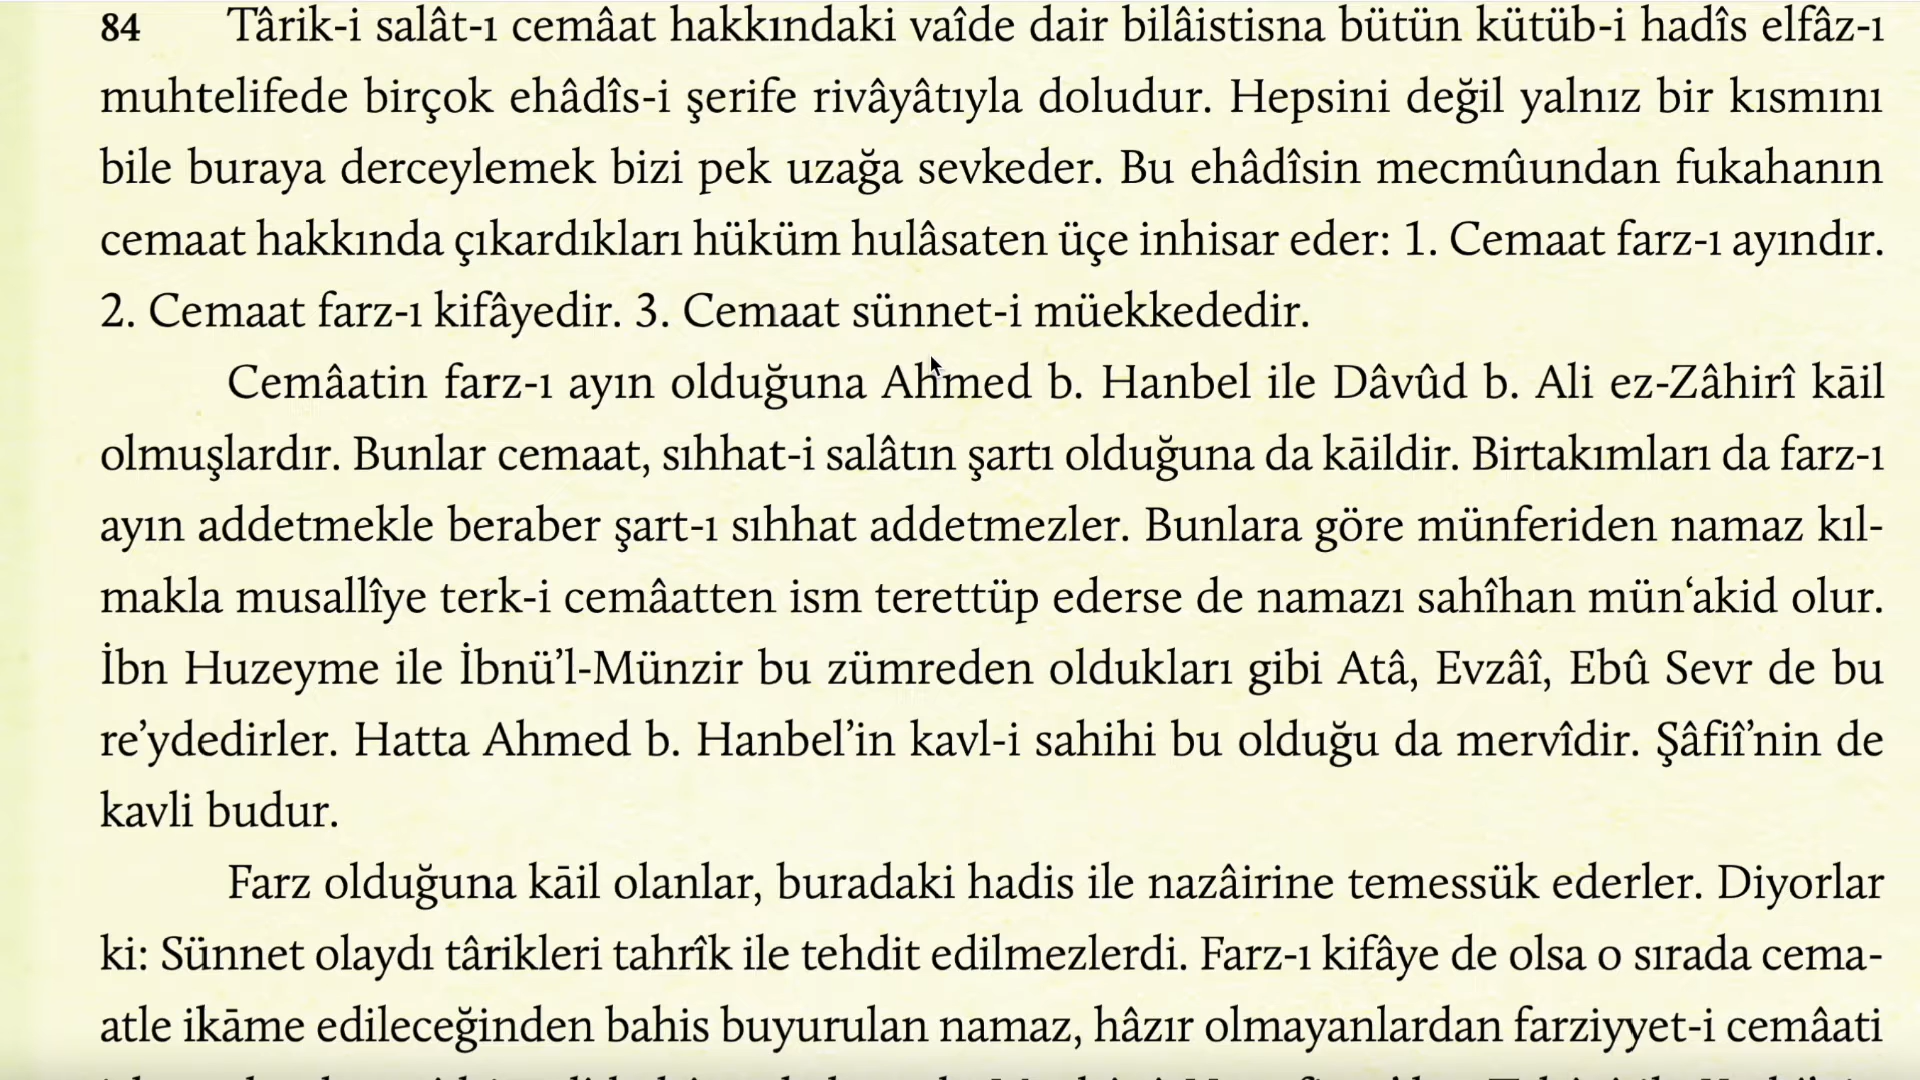 84 Târik-i salât-ı cemâat hakkındaki vaîde dair bilâistisna bütün kütüb-i hadîs elfâz-ı
muhtelifede birçok ehâdîs-i şerife rivâyâtıyla doludur. Hepsini değil yalnız bir kısmını
bile buraya derceylemek bizi pek uzağa sevkeder. Bu ehâdîsin mecmûundan fukahanın
cemaat hakkında çıkardıkları hüküm hulâsaten üçe inhisar eder: 1. Cemaat farz-ı ayındır.
2. Cemaat farz-ı kifâyedir. 3. Cemaat sünnet-i müekkededir.
Cemâatin farz-ı ayın olduğuna Ahmed b. Hanbel ile Dâvûd b. Ali ez-Zâhirî kāil
olmuşlardır. Bunlar cemaat, sıhhat-i salâtın şartı olduğuna da kāildir. Birtakımları da farz-ı
ayın addetmekle beraber şart-ı sıhhat addetmezler. Bunlara göre münferiden namaz kıl-
makla musallîye terk-i cemâatten ism terettüp ederse de namazı sahîhan mün‘akid olur.
İbn Huzeyme ile İbnü’l-Münzir bu zümreden oldukları gibi Atâ, Evzâî, Ebû Sevr de bu
re’ydedirler. Hatta Ahmed b. Hanbel’in kavl-i sahihi bu olduğu da mervîdir. Şâfiî’nin de
kavli budur.
Farz olduğuna kāil olanlar, buradaki hadis ile nazâirine temessük ederler. Diyorlar
ki: Sünnet olaydı târikleri tahrîk ile tehdit edilmezlerdi. Farz-ı kifâye de olsa o sırada cema-
atle ikāme edileceğinden bahis buyurulan namaz, hâzır olmayanlardan farziyyet-i cemâati